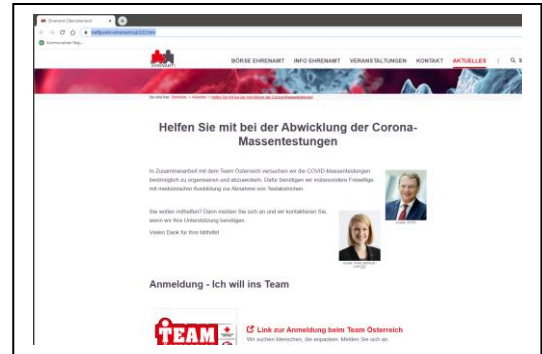 Ehrenamt Oberösterreich
BÖRSE EHRENAMT INFO EHRENAMT VERANSTALTUNGEN KONTAKT AKTUELLES
Helfen Sie mit bei der Abwicklung der Corona-
Massentestungen
In Zusammenarbeit mit dem Team Österreich versuchen wir die COVID-Massentestungen
bestmöglich zu organisieren und abzuwickeln. Dafür benötigen wir insbesondere Freiwillige
mit medizinischer Ausbildung zur Abnahme von Testabstrichen.
Sie wollen mithelfen? Dann melden Sie sich an und wir kontaktieren Sie,
wenn wir Ihre Unterstützung benötigen.
Vielen Dank für Ihre Mithilfe!
Anmeldung - Ich will ins Team
TEAM
Link zur Anmeldung beim Team Österreich
Wir suchen Menschen, die anpacken. Melden Sie sich an